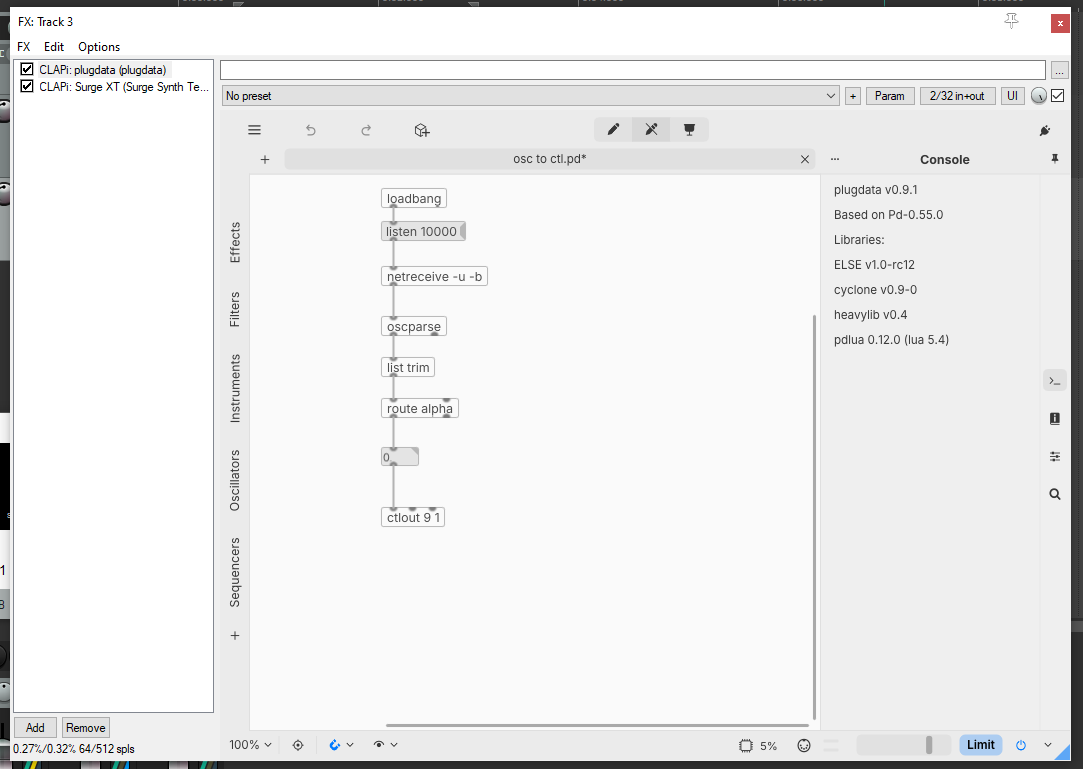 FX: Track 3
x
FX Edit Options
CLAPi: plugdata (plugdata)
CLAPi: Surge XT (Surge Synth Te...
...
No preset
+
Param
2/32 in+out
UI
+
osc to ctl.pd*
...
Console
loadbang
listen 10000
netreceive -u -b
oscparse
list trim
route alpha
0
ctlout 9 1
Effects
Filters
Instruments
Oscillators
Sequencers
+
plugdata v0.9.1
Based on Pd-0.55.0
Libraries:
ELSE v1.0-rc12
cyclone v0.9-0
heavylib v0.4
pdlua 0.12.0 (lua 5.4)
Add
Remove
0.27%/0.32% 64/512 spls
100%
5%
Limit